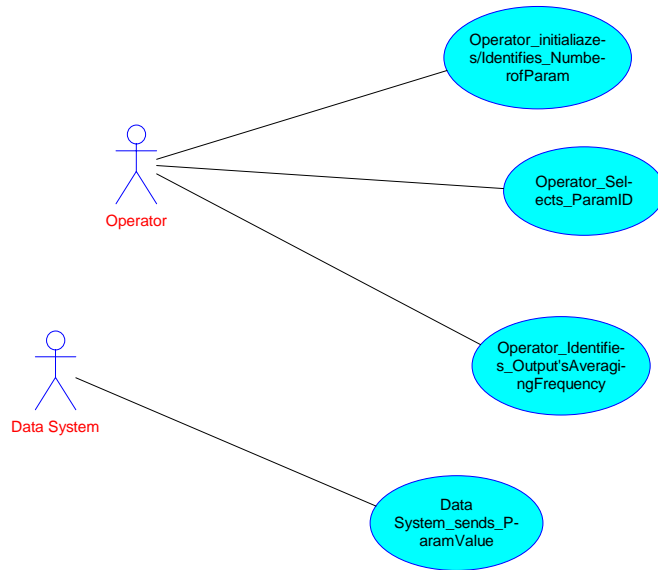 Operator_initialiaze-
s/Identifies_Numbe-
rofParam
Operator_Sel-
ects_ParamID
Operator
Operator_Identifie-
s_Output'sAveragi-
ngFrequency
Data System
Data
System_sends_P-
aramValue